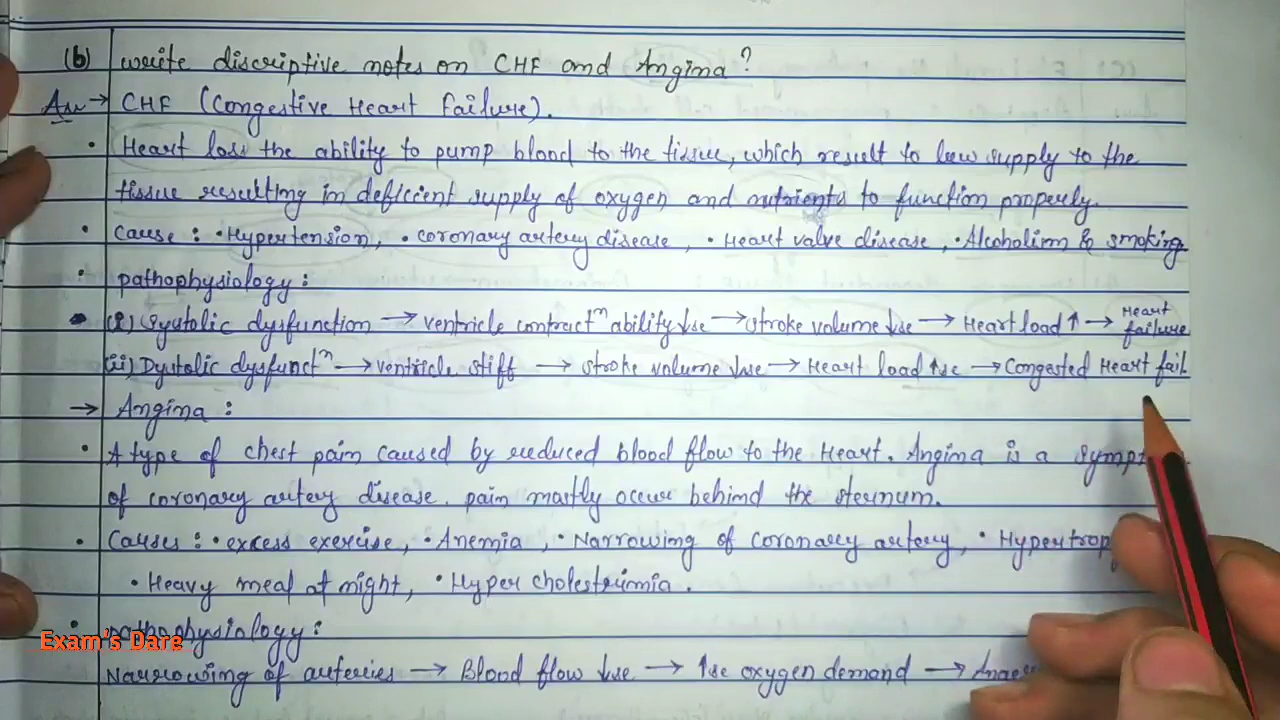 (b) write discriptive notes on CHF and Angina?
Ans → CHF (Congestive Heart Failure).
• Heart loss the ability to pump blood to the tissue, which result to low supply to the
tissue resulting in deficient supply of oxygen and nutrients to function properly.
• Cause : • Hypertension, • coronary artery disease, • Heart valve disease, • Alcoholism & smoking
• pathophysiology :
(i) Systolic dysfunction → ventricle contractⁿ ability ↓se → stroke volume ↓se → Heart load ↑ → Heart failure
(ii) Dystolic dysfunctⁿ → ventricle stiff → stroke volume ↓se → Heart load ↑se → Congested Heart fail
→ Angina :
• A type of chest pain caused by reduced blood flow to the Heart. Angina is a
of coronary artery disease. pain mostly occur behind the sternum.
• Causes : • excess exercise, • Anemia, • Narrowing of coronary artery, •
• Heavy meal at night, • Hyper cholestrimia.
• pathophysiology :
Exam's Dare
Narrowing of arteries → Blood flow ↓se → ↑se oxygen demand →